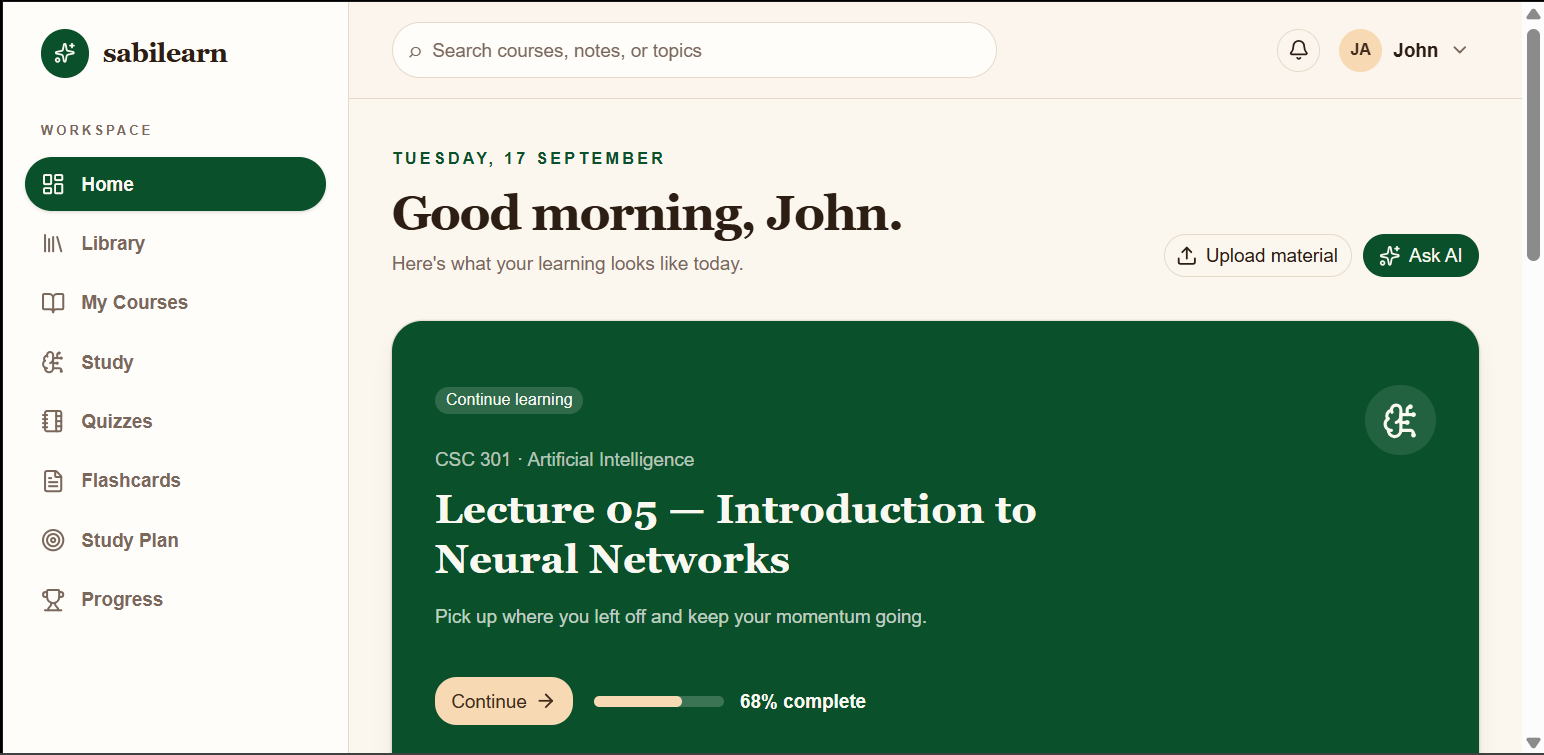 sabilearn
WORKSPACE
Home
Library
My Courses
Study
Quizzes
Flashcards
Study Plan
Progress
Search courses, notes, or topics
JA
John
TUESDAY, 17 SEPTEMBER
Good morning, John.
Here's what your learning looks like today.
Upload material
Ask AI
Continue learning
CSC 301 · Artificial Intelligence
Lecture 05 — Introduction to
Neural Networks
Pick up where you left off and keep your momentum going.
Continue →
68% complete